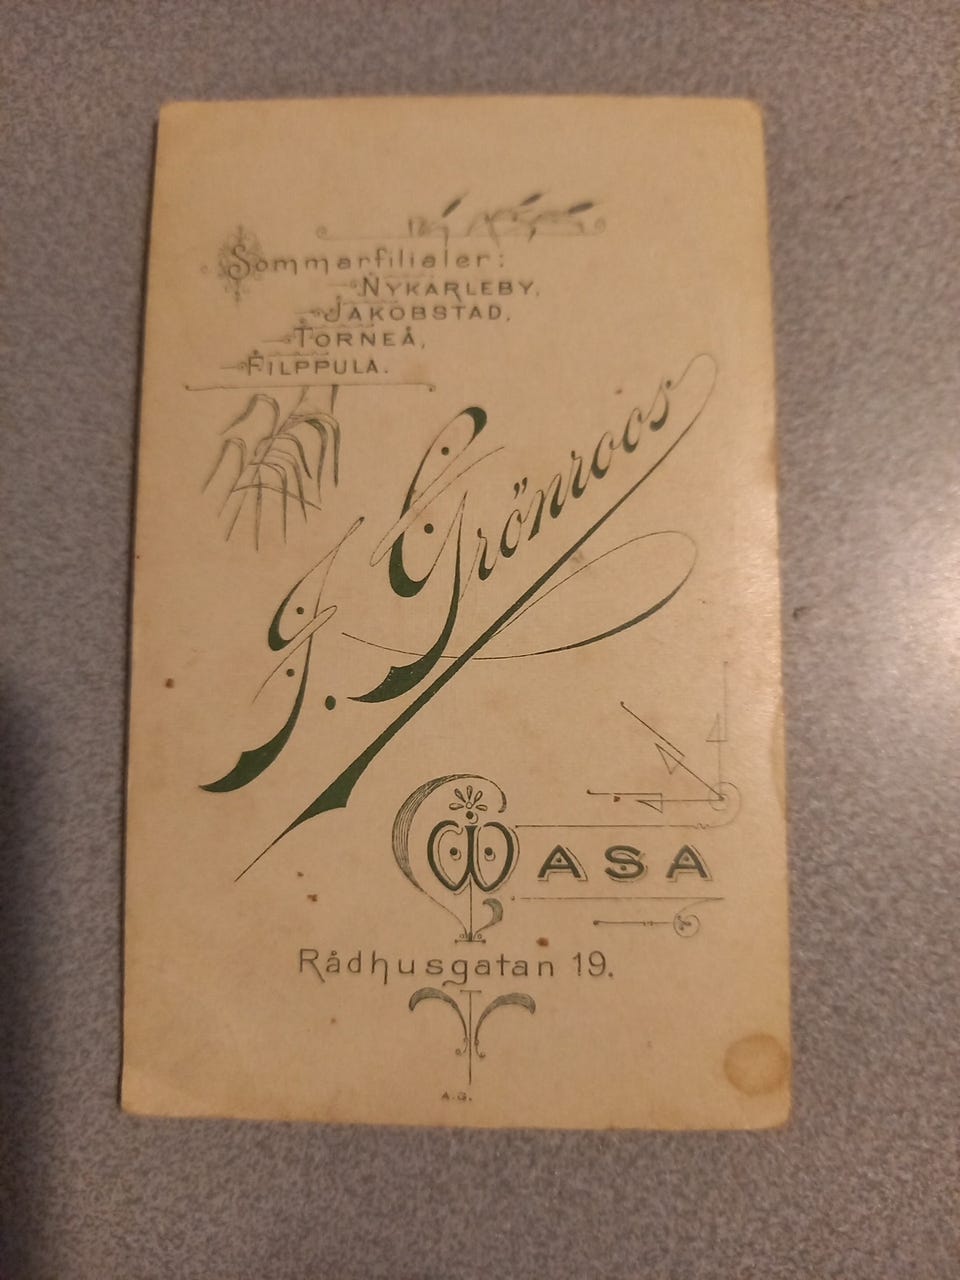 Sommarfilialer:
NYKARLEBY,
JAKOBSTAD,
TORNEÅ,
FILPPULA.
J. Grönroos
WASA
Rådhusgatan 19.
A.G.